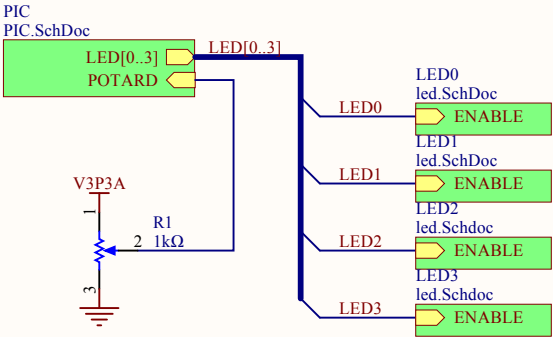 PIC
PIC.SchDoc
LED[0..3]
LED[0..3]
POTARD
LED0
led.SchDoc
LED0
ENABLE
LED1
led.SchDoc
LED1
ENABLE
LED2
led.Schdoc
LED2
ENABLE
LED3
led.Schdoc
LED3
ENABLE
V3P3A
1
R1
2 1kΩ
3